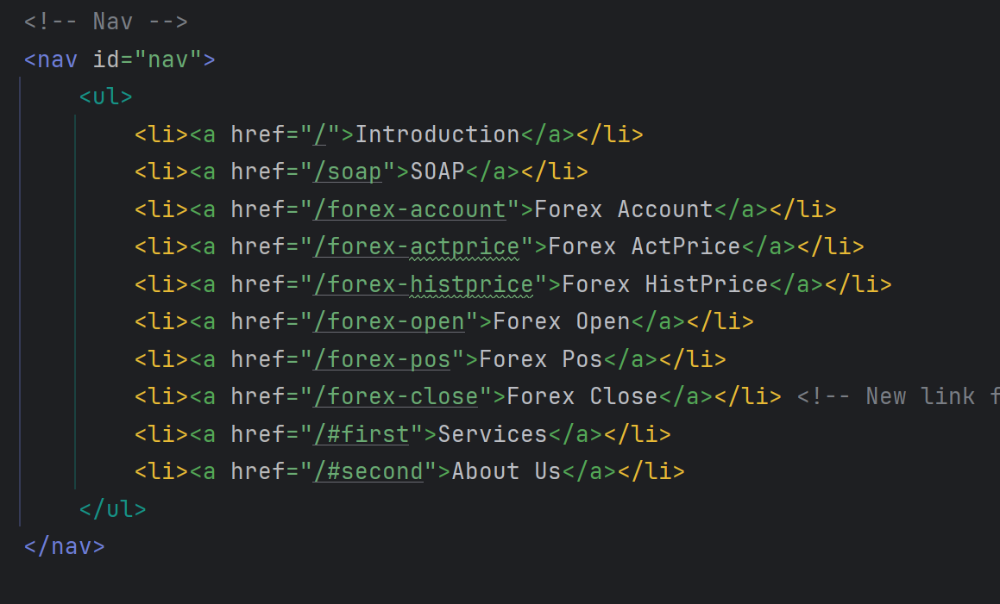 <!-- Nav -->
<nav id="nav">
<ul>
<li><a href="/">Introduction</a></li>
<li><a href="/soap">SOAP</a></li>
<li><a href="/forex-account">Forex Account</a></li>
<li><a href="/forex-actprice">Forex ActPrice</a></li>
<li><a href="/forex-histprice">Forex HistPrice</a></li>
<li><a href="/forex-open">Forex Open</a></li>
<li><a href="/forex-pos">Forex Pos</a></li>
<li><a href="/forex-close">Forex Close</a></li> <!-- New link
<li><a href="/#first">Services</a></li>
<li><a href="/#second">About Us</a></li>
</ul>
</nav>